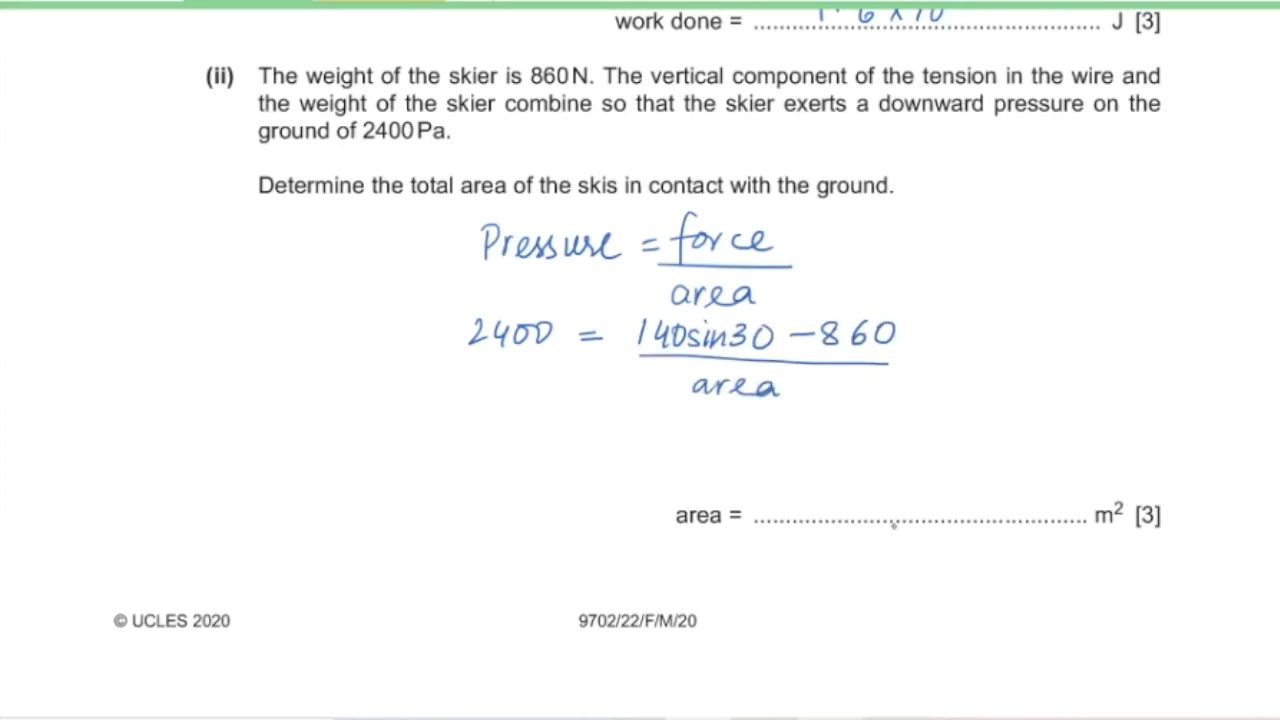 work done = .................................................... J [3]
(ii) The weight of the skier is 860 N. The vertical component of the tension in the wire and
the weight of the skier combine so that the skier exerts a downward pressure on the
ground of 2400 Pa.
Determine the total area of the skis in contact with the ground.
Pressure = force
area
2400 = 140sin30 - 860
area
area = .................................................... m² [3]
© UCLES 2020
9702/22/F/M/20